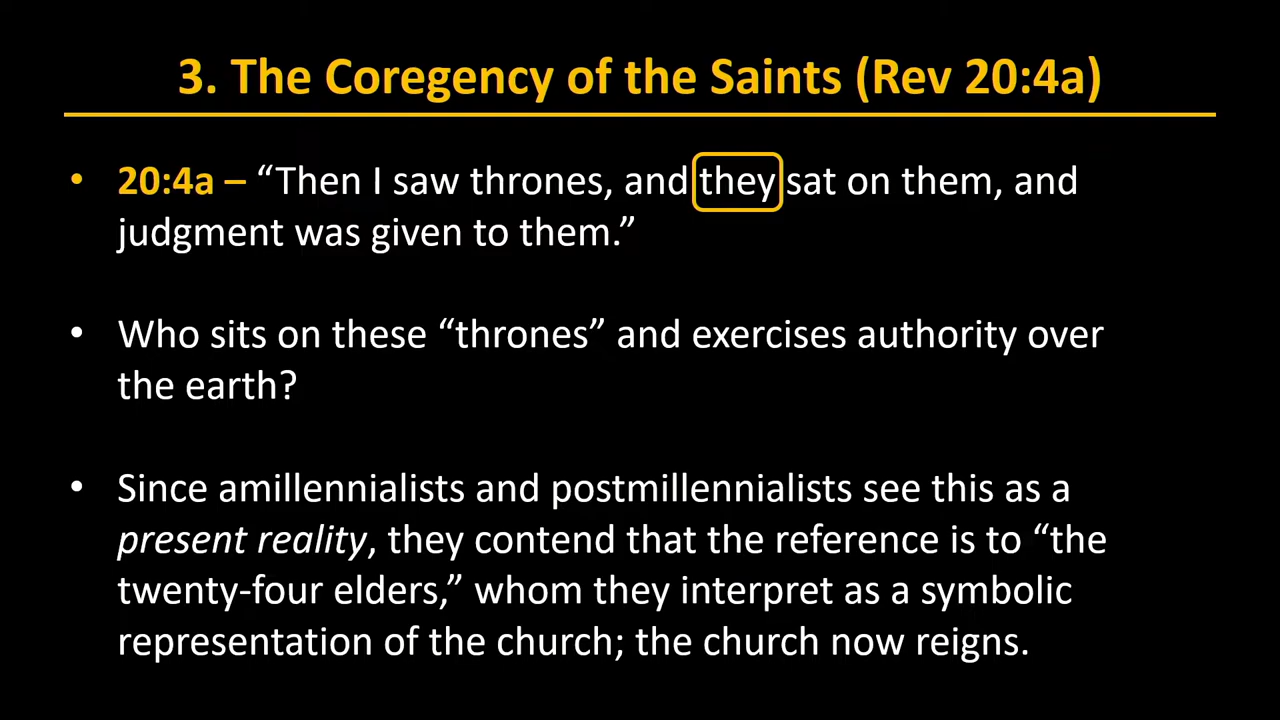 3. The Coregency of the Saints (Rev 20:4a)
• 20:4a – “Then I saw thrones, and they sat on them, and
judgment was given to them.”
• Who sits on these “thrones” and exercises authority over
the earth?
• Since amillennialists and postmillennialists see this as a
present reality, they contend that the reference is to “the
twenty-four elders,” whom they interpret as a symbolic
representation of the church; the church now reigns.